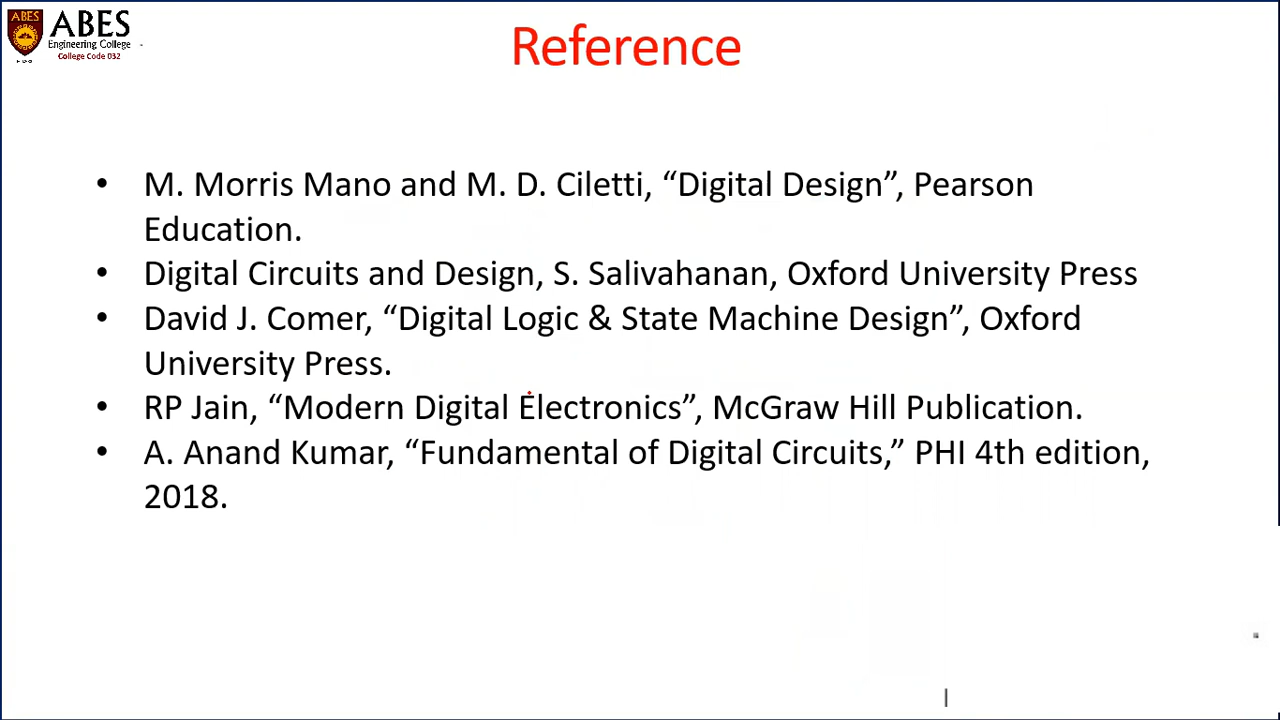 ABES
ABES
Engineering College
College Code 032
Reference
• M. Morris Mano and M. D. Ciletti, “Digital Design”, Pearson
Education.
• Digital Circuits and Design, S. Salivahanan, Oxford University Press
• David J. Comer, “Digital Logic & State Machine Design”, Oxford
University Press.
• RP Jain, “Modern Digital Electronics”, McGraw Hill Publication.
• A. Anand Kumar, “Fundamental of Digital Circuits,” PHI 4th edition,
2018.